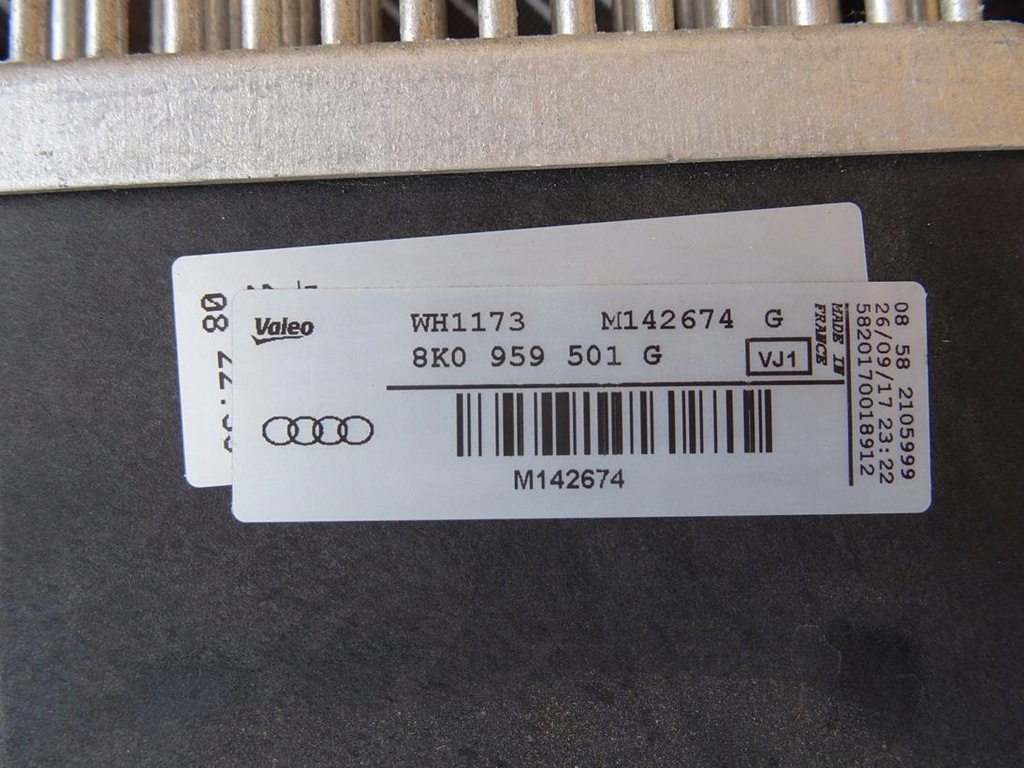 Valeo
WH1173 M142674 G
8K0 959 501 G
VJ1
MADE IN
FRANCE
M142674
08 58 2105999
26/09/17 23:22
5820170018912
08